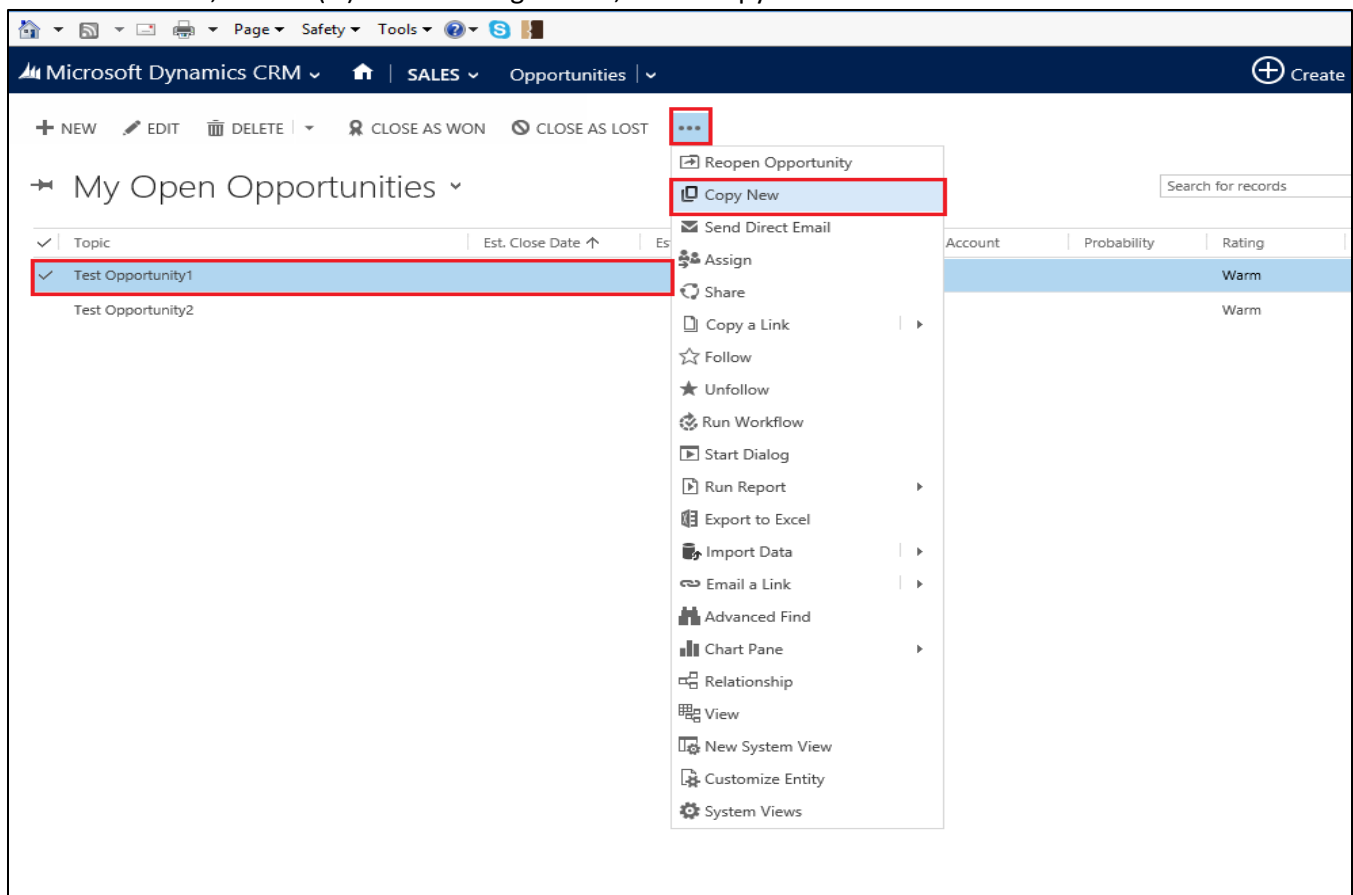 Page Safety Tools
Microsoft Dynamics CRM SALES Opportunities Create
NEW EDIT DELETE CLOSE AS WON CLOSE AS LOST •••
Reopen Opportunity
My Open Opportunities
Copy New
Search for records
Send Direct Email
Topic Est. Close Date ↑ Es Account Probability Rating
Assign
Test Opportunity1 Warm
Share
Test Opportunity2 Warm
Copy a Link
Follow
Unfollow
Run Workflow
Start Dialog
Run Report
Export to Excel
Import Data
Email a Link
Advanced Find
Chart Pane
Relationship
View
New System View
Customize Entity
System Views